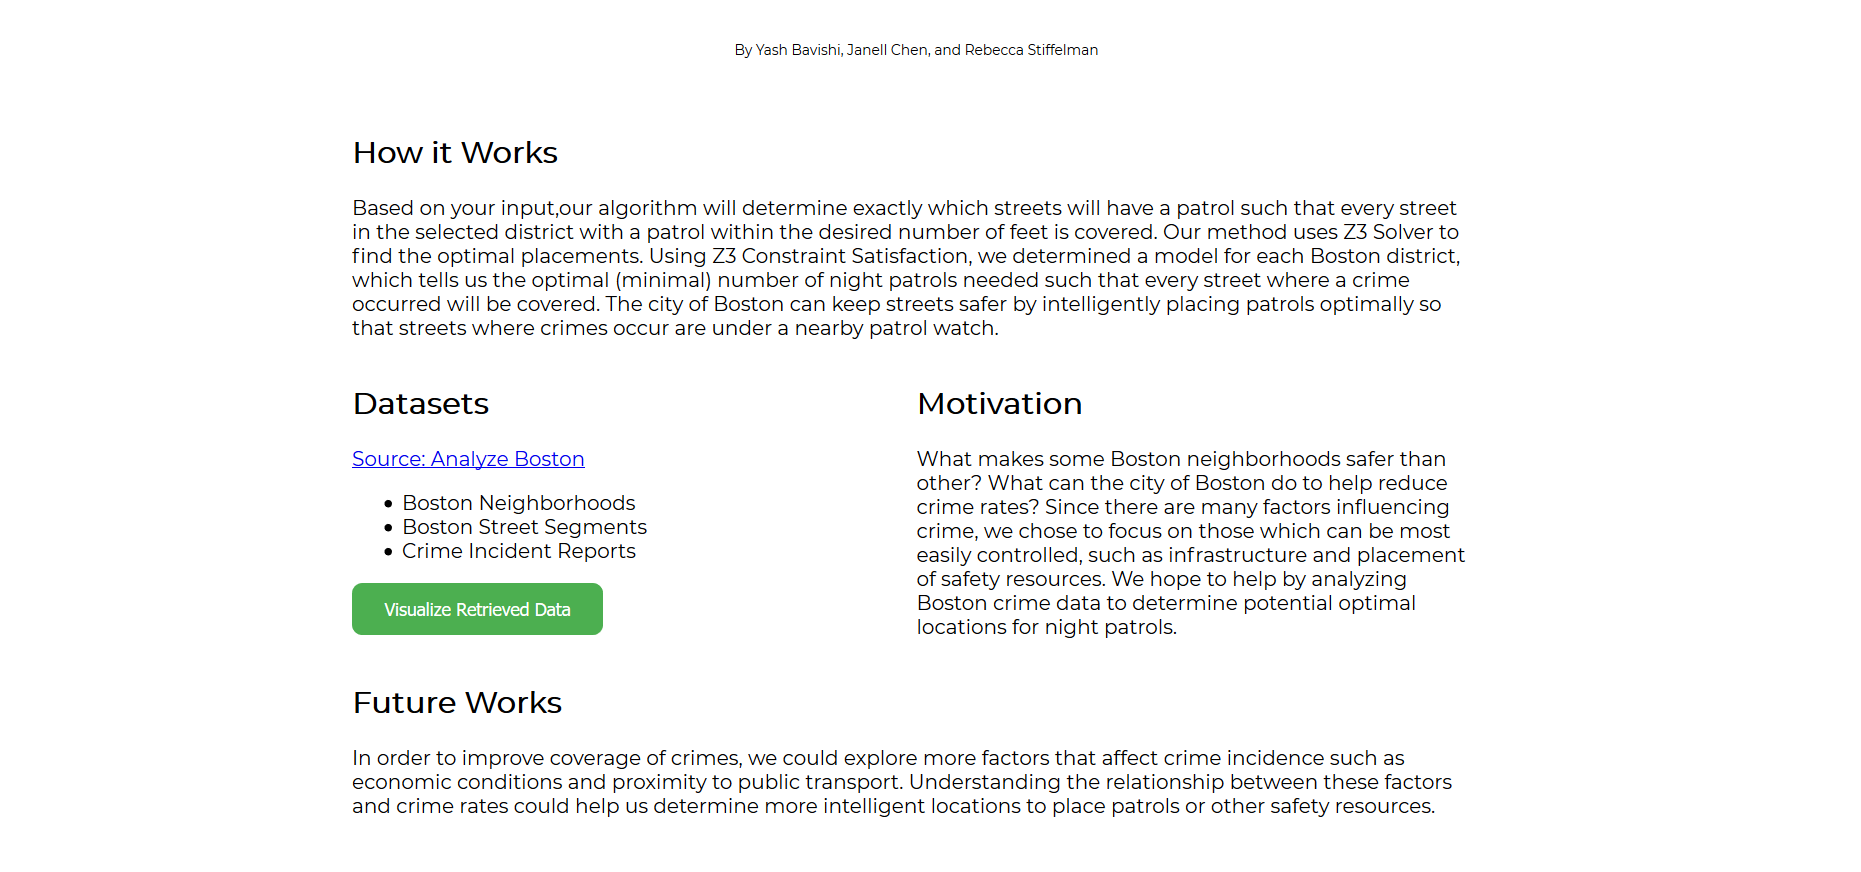 By Yash Bavishi, Janell Chen, and Rebecca Stiffelman
How it Works
Based on your input,our algorithm will determine exactly which streets will have a patrol such that every street
in the selected district with a patrol within the desired number of feet is covered. Our method uses Z3 Solver to
find the optimal placements. Using Z3 Constraint Satisfaction, we determined a model for each Boston district,
which tells us the optimal (minimal) number of night patrols needed such that every street where a crime
occurred will be covered. The city of Boston can keep streets safer by intelligently placing patrols optimally so
that streets where crimes occur are under a nearby patrol watch.
Datasets
Source: Analyze Boston
• Boston Neighborhoods
• Boston Street Segments
• Crime Incident Reports
Visualize Retrieved Data
Motivation
What makes some Boston neighborhoods safer than
other? What can the city of Boston do to help reduce
crime rates? Since there are many factors influencing
crime, we chose to focus on those which can be most
easily controlled, such as infrastructure and placement
of safety resources. We hope to help by analyzing
Boston crime data to determine potential optimal
locations for night patrols.
Future Works
In order to improve coverage of crimes, we could explore more factors that affect crime incidence such as
economic conditions and proximity to public transport. Understanding the relationship between these factors
and crime rates could help us determine more intelligent locations to place patrols or other safety resources.